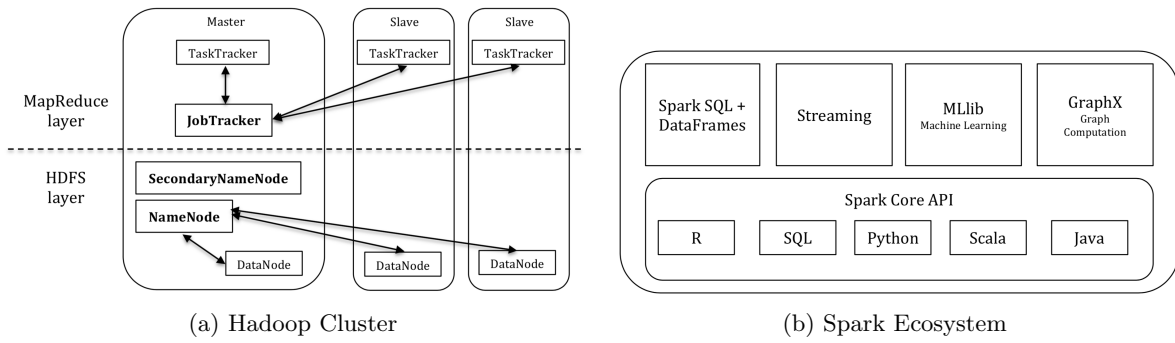 Master
Slave
Slave
TaskTracker
TaskTracker
TaskTracker
MapReduce
layer
JobTracker
HDFS
layer
SecondaryNameNode
NameNode
DataNode
DataNode
DataNode
(a) Hadoop Cluster
Spark SQL +
DataFrames
Streaming
MLlib
Machine Learning
GraphX
Graph
Computation
Spark Core API
R
SQL
Python
Scala
Java
(b) Spark Ecosystem